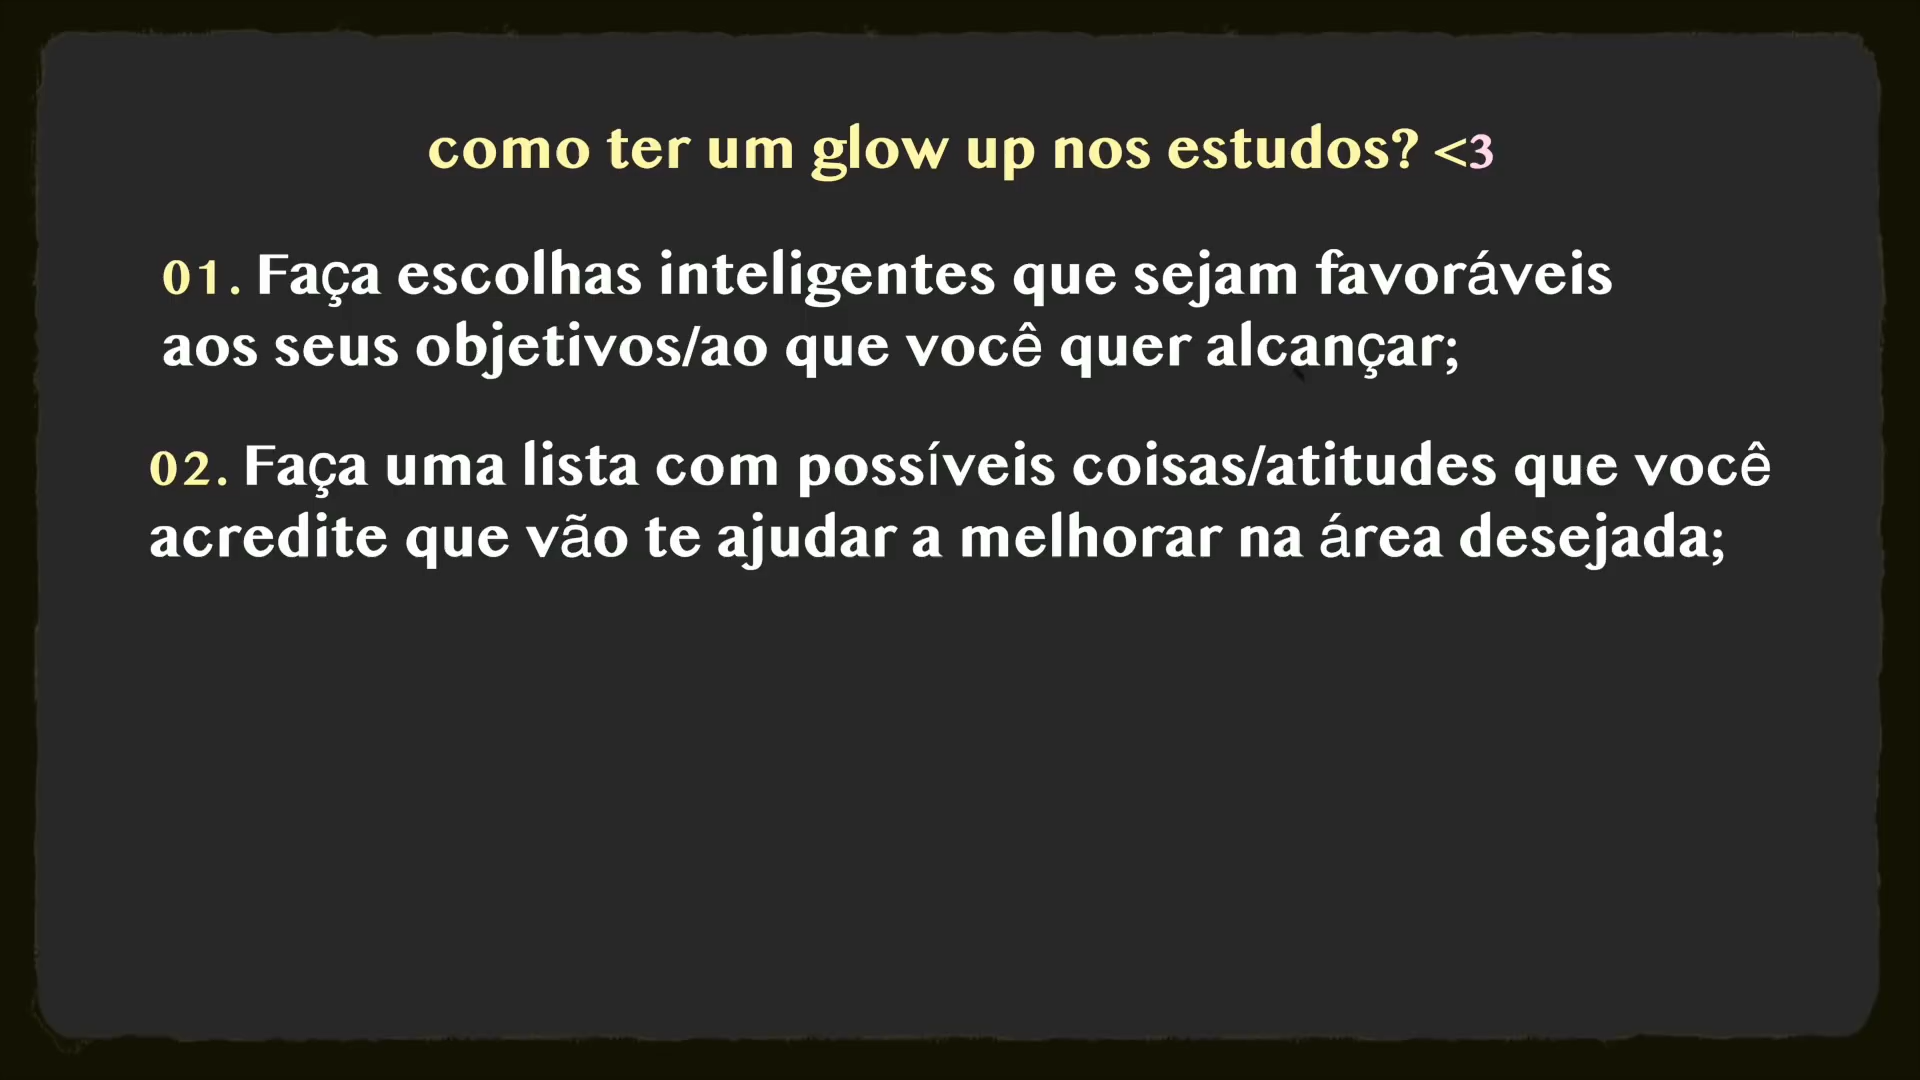 como ter um glow up nos estudos? <3
01. Faça escolhas inteligentes que sejam favoráveis
aos seus objetivos/ao que você quer alcançar;
02. Faça uma lista com possíveis coisas/atitudes que você
acredite que vão te ajudar a melhorar na área desejada;